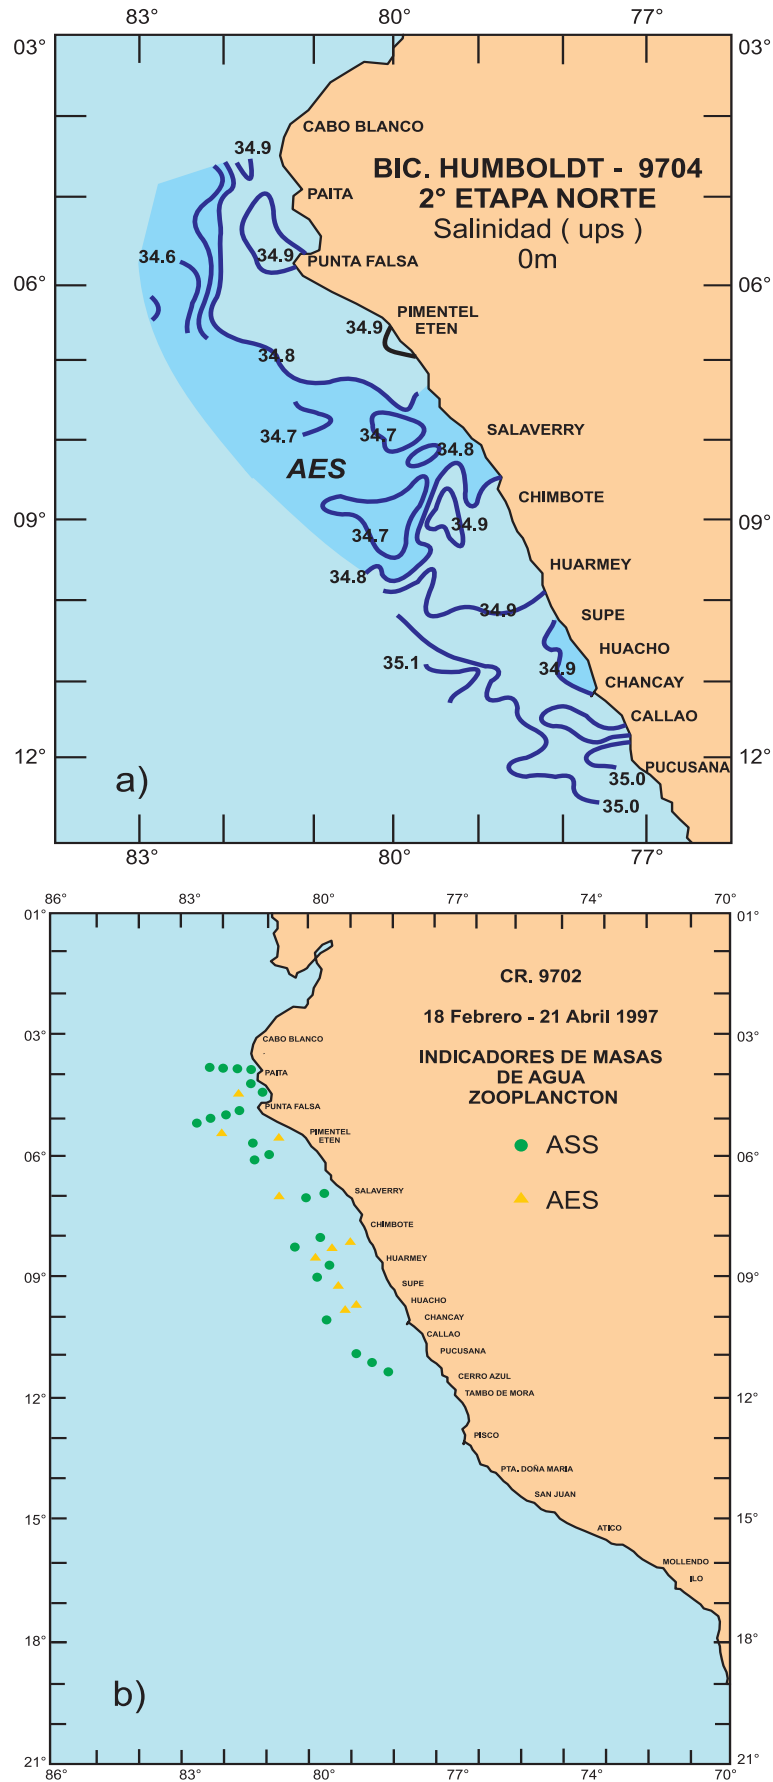 83°
80°
77°
03°
03°
CABO BLANCO
34.9
BIC. HUMBOLDT - 9704
2° ETAPA NORTE
Salinidad ( ups )
0m
PAITA
34.6
34.9
PUNTA FALSA
06°
06°
PIMENTEL
ETEN
34.9
34.8
SALAVERRY
34.7
34.7
34.8
AES
CHIMBOTE
09°
09°
34.9
34.7
HUARMEY
34.8
34.9
SUPE
HUACHO
35.1
34.9
CHANCAY
CALLAO
12°
12°
PUCUSANA
35.0
a)
35.0
83°
80°
77°
86°
83°
80°
77°
74°
70°
01°
01°
CR. 9702
18 Febrero - 21 Abril 1997
03°
03°
CABO BLANCO
INDICADORES DE MASAS
DE AGUA
ZOOPLANCTON
PAITA
PUNTA FALSA
PIMENTEL
ETEN
ASS
06°
06°
SALAVERRY
AES
CHIMBOTE
HUARMEY
09°
09°
SUPE
HUACHO
CHANCAY
CALLAO
PUCUSANA
CERRO AZUL
TAMBO DE MORA
12°
12°
PISCO
PTA. DOÑA MARIA
SAN JUAN
15°
15°
ATICO
MOLLENDO
ILO
18°
18°
b)
21°
21°
86°
83°
80°
77°
74°
70°